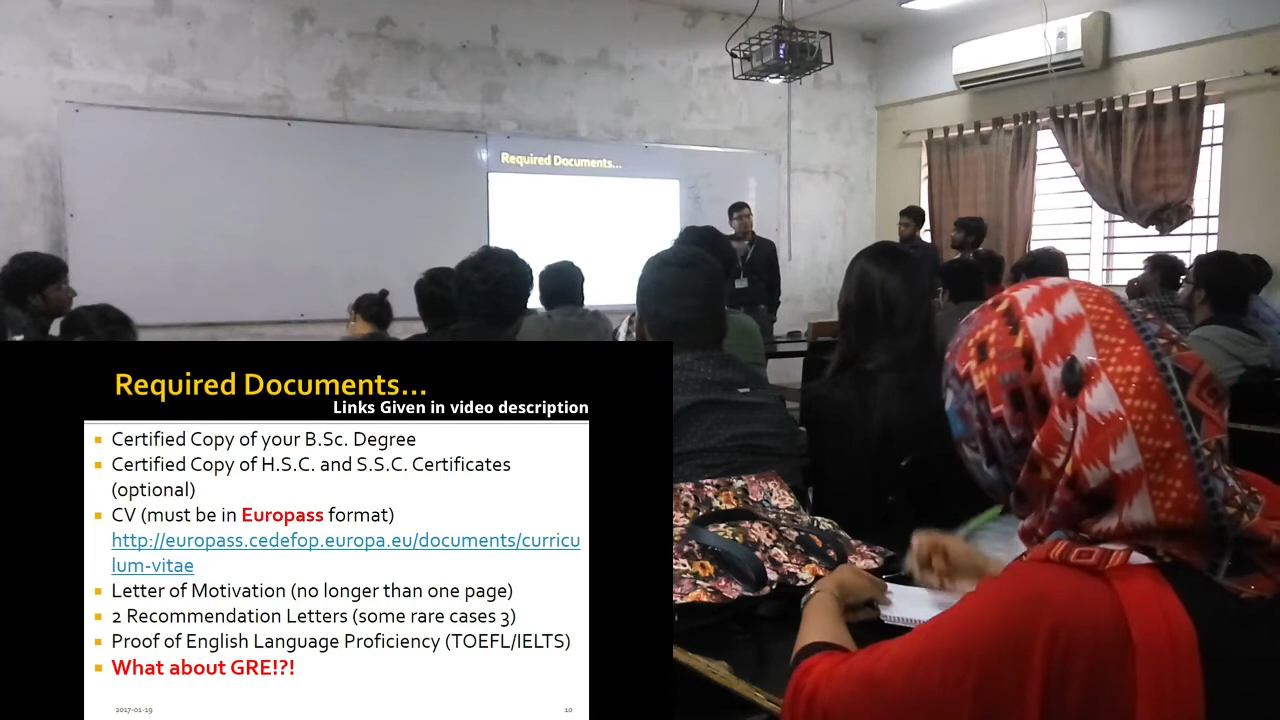 Required Documents...
Required Documents...
Links Given in video description
Certified Copy of your B.Sc. Degree
Certified Copy of H.S.C. and S.S.C. Certificates
(optional)
CV (must be in Europass format)
http://europass.cedefop.europa.eu/documents/curricu
lum-vitae
Letter of Motivation (no longer than one page)
2 Recommendation Letters (some rare cases 3)
Proof of English Language Proficiency (TOEFL/IELTS)
What about GRE!?!
2017-01-19
10